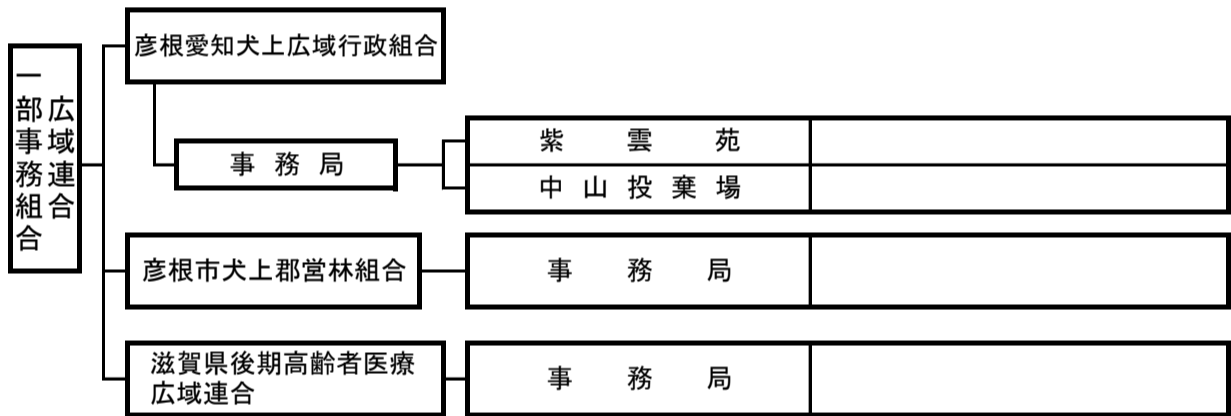 一部事務組合
広域連合
彦根愛知犬上広域行政組合
事務局
紫雲苑
中山投棄場
彦根市犬上郡営林組合
事務局
滋賀県後期高齢者医療
広域連合
事務局